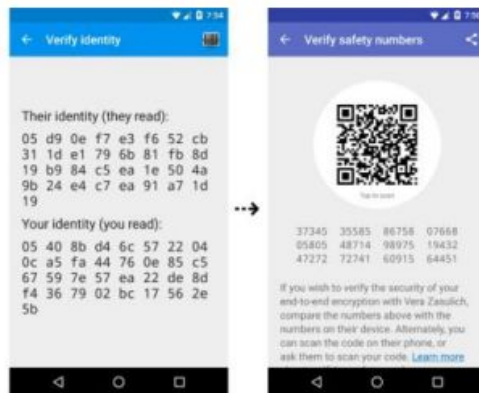 7:54
Verify identity
Their identity (they read):
05 d9 0e f7 e3 f6 52 cb
31 1d e1 79 6b 81 fb 8d
19 b9 84 c5 ea 1e 50 4a
9b 24 e4 c7 ea 91 a7 1d
19
Your identity (you read):
05 40 8b d4 6c 57 22 04
0c a5 fa 44 76 0e 85 c5
67 59 7e 57 ea 22 de 8d
f4 36 79 02 bc 17 56 2e
5b
Verify safety numbers
Tap to scan
37345 35585 86758 07668
05805 48714 98975 19432
47272 72741 60915 64451
If you wish to verify the security of your
end-to-end encryption with Vera Zasulich,
compare the numbers above with the
numbers on their device. Alternately, you
can scan the code on their phone, or
ask them to scan your code. Learn more